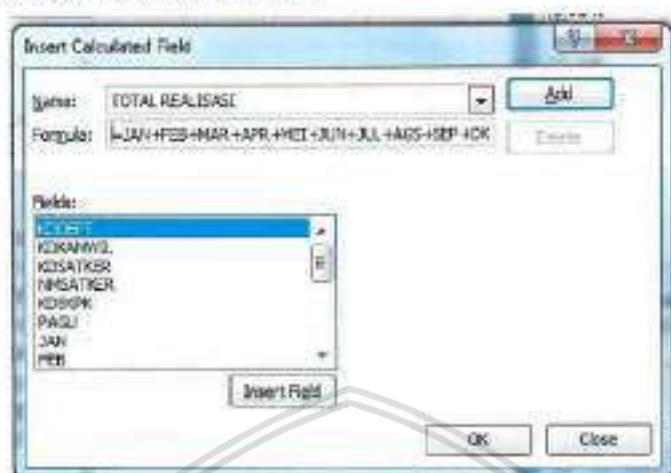 Insert Calculated Field
Name: TOTAL REALISASI
Add
Formula: =JAN+FEB+MAR+APR+MEI+JUN+JUL+AGS+SEP+OK
Delete
Fields:
KDDEPT
KDKANWIL
KDSATKER
NMSATKER
PAGU
JAN
FEB
Insert Field
OK
Close